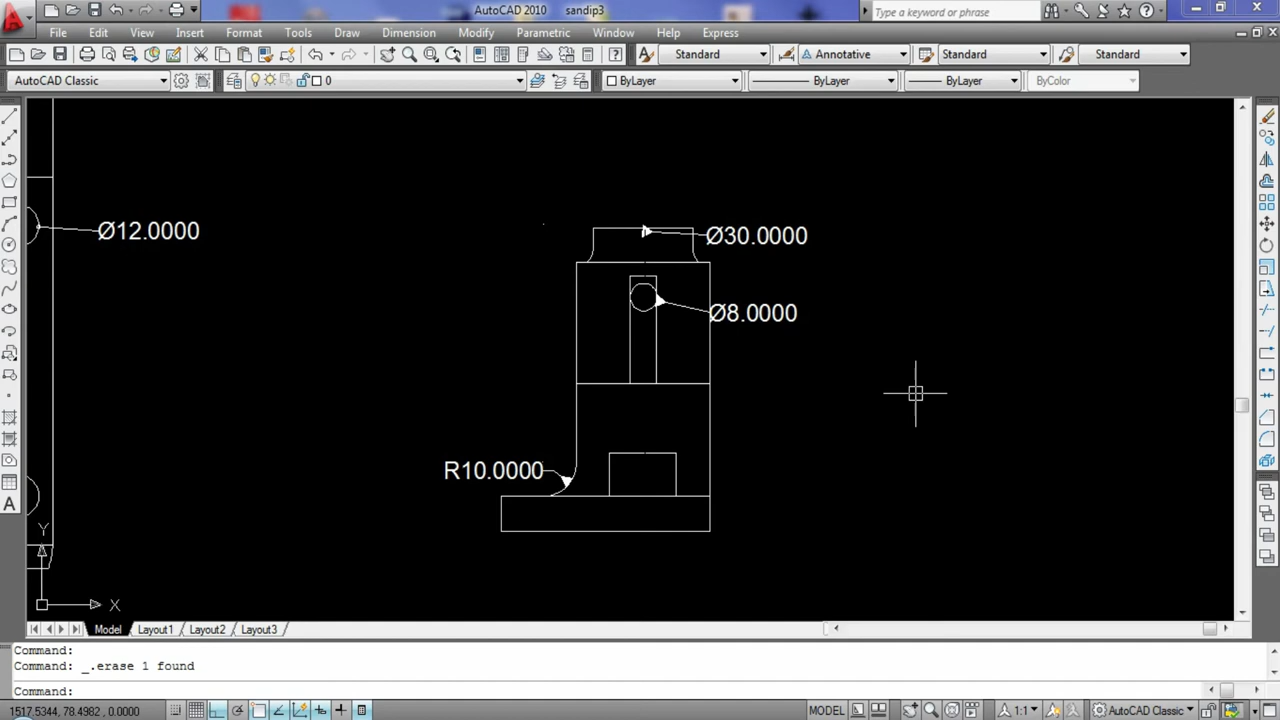 AutoCAD 2010 sandip3
Type a keyword or phrase
File Edit View Insert Format Tools Draw Dimension Modify Parametric Window Help Express
Standard Annotative Standard Standard
AutoCAD Classic 0 ByLayer ByLayer ByLayer ByColor
Ø12.0000
Ø30.0000
Ø8.0000
R10.0000
Y
X
Model Layout1 Layout2 Layout3
Command:
Command: _.erase 1 found
Command:
1517.5344, 78.4982, 0.0000 MODEL 1:1 AutoCAD Classic